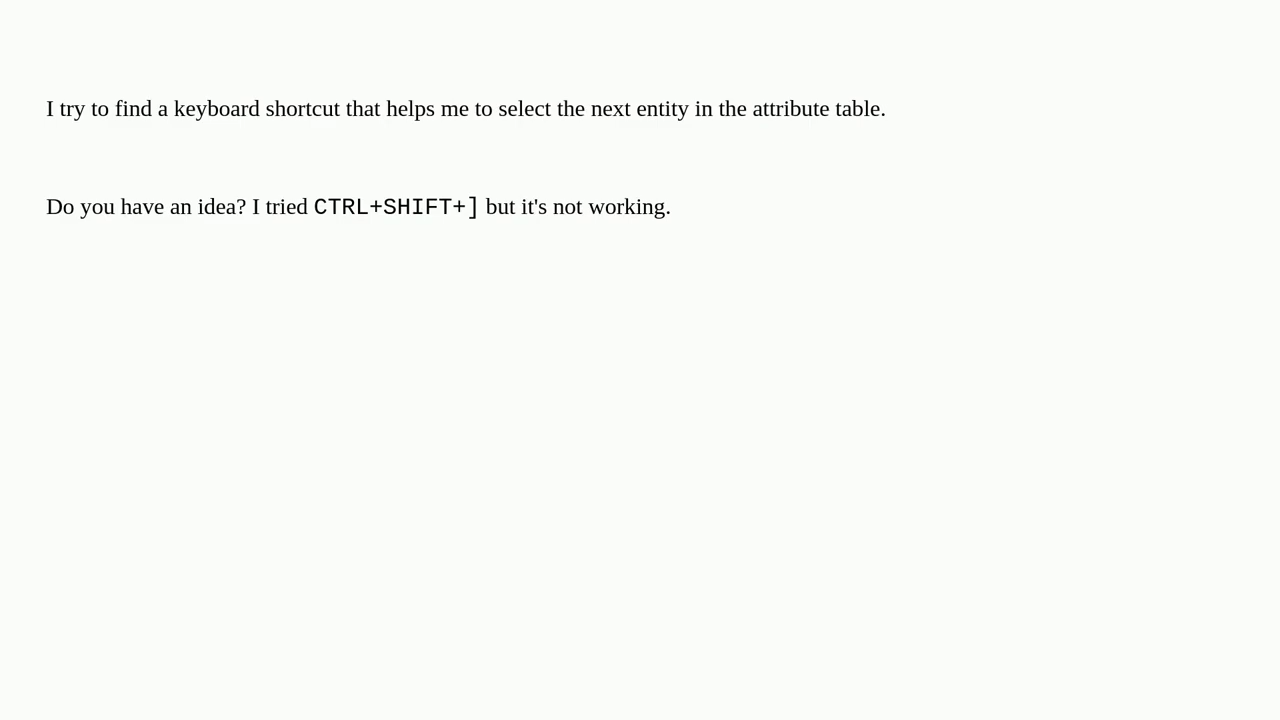 I try to find a keyboard shortcut that helps me to select the next entity in the attribute table.
Do you have an idea? I tried CTRL+SHIFT+] but it's not working.